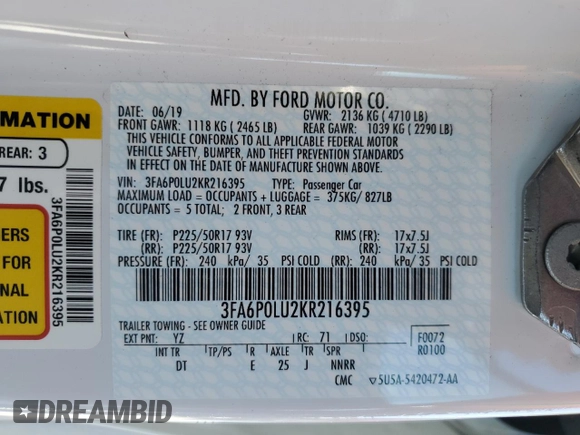 MFD. BY FORD MOTOR CO.
DATE: 06/19 GVWR: 2136 KG (4710 LB)
FRONT GAWR: 1118 KG (2465 LB) REAR GAWR: 1039 KG (2290 LB)
THIS VEHICLE CONFORMS TO ALL APPLICABLE FEDERAL MOTOR
VEHICLE SAFETY, BUMPER, AND THEFT PREVENTION STANDARDS
IN EFFECT ON THE DATE OF MANUFACTURE SHOWN ABOVE.
VIN: 3FA6P0LU2KR216395 TYPE: Passenger Car
MAXIMUM LOAD = OCCUPANTS + LUGGAGE = 375KG/ 827LB
OCCUPANTS = 5 TOTAL; 2 FRONT, 3 REAR
TIRE (FR): P225/50R17 93V RIMS (FR): 17x7.5J
(RR): P225/50R17 93V (RR): 17x7.5J
PRESSURE (FR): 240 kPa/ 35 PSI COLD (RR): 240 kPa/ 35 PSI COLD
3FA6P0LU2KR216395
TRAILER TOWING - SEE OWNER GUIDE
EXT PNT: YZ RC: 71 DSO: F0072
R0100
INT TR TP/PS R AXLE TR SPR
DT E 25 J NNRR
CMC ▽5U5A-5420472-AA
RMATION
REAR: 3
7 lbs.
ERS
FOR
NAL
ATION
3FA6P0LU2KR216395
DREAMBID